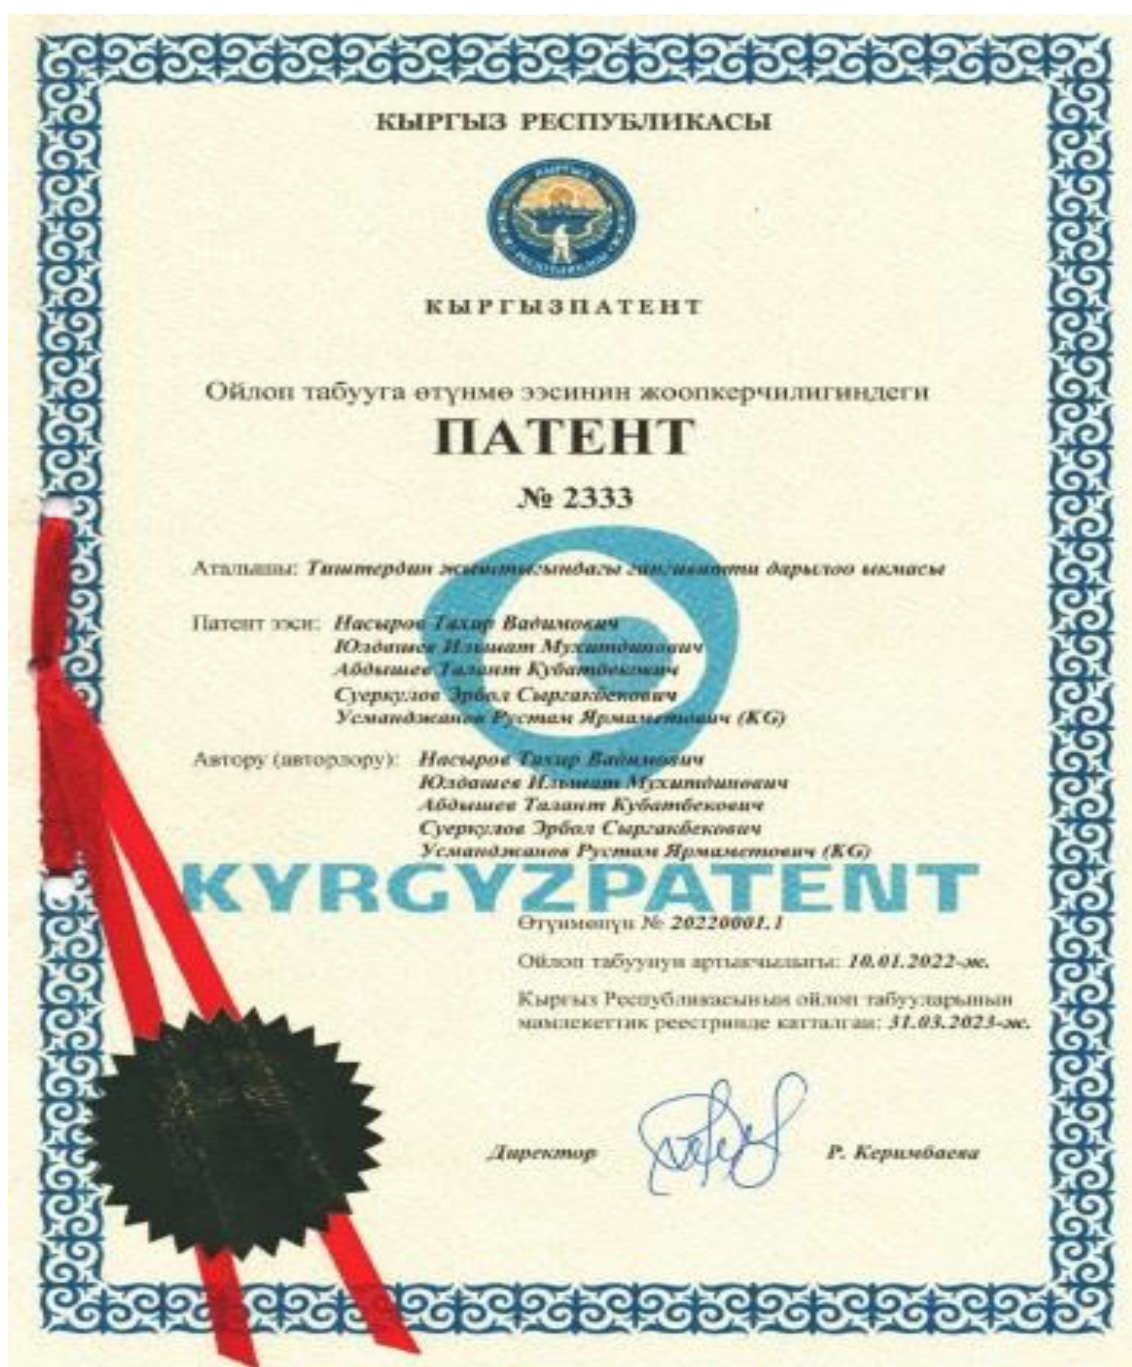 КЫРГЫЗ РЕСПУБЛИКАСЫ
КЫРГЫЗПАТЕНТ
Ойлоп табууга өтүнмө ээсинин жоопкерчилигиндеги
ПАТЕНТ
№ 2333
Аталышы: Тиштердин жыштыгындагы гингивитти дарылоо ыкмасы
Патент ээси: Насыров Тахир Вадимович
Юлдашев Ильшат Мухитдинович
Абдышев Талант Кубатбекович
Суеркулов Эрбол Сыргакбекович
Усманджанов Рустам Ярмаметович (KG)
Автору (авторлору): Насыров Тахир Вадимович
Юлдашев Ильшат Мухитдинович
Абдышев Талант Кубатбекович
Суеркулов Эрбол Сыргакбекович
Усманджанов Рустам Ярмаметович (KG)
KYRGYZPATENT
Өтүнмөнүн № 20220001.1
Ойлоп табуунун артыкчылыгы: 10.01.2022-ж.
Кыргыз Республикасынын ойлоп табууларынын
мамлекеттик реестринде катталган: 31.03.2023-ж.
Директор Р. Керимбаева